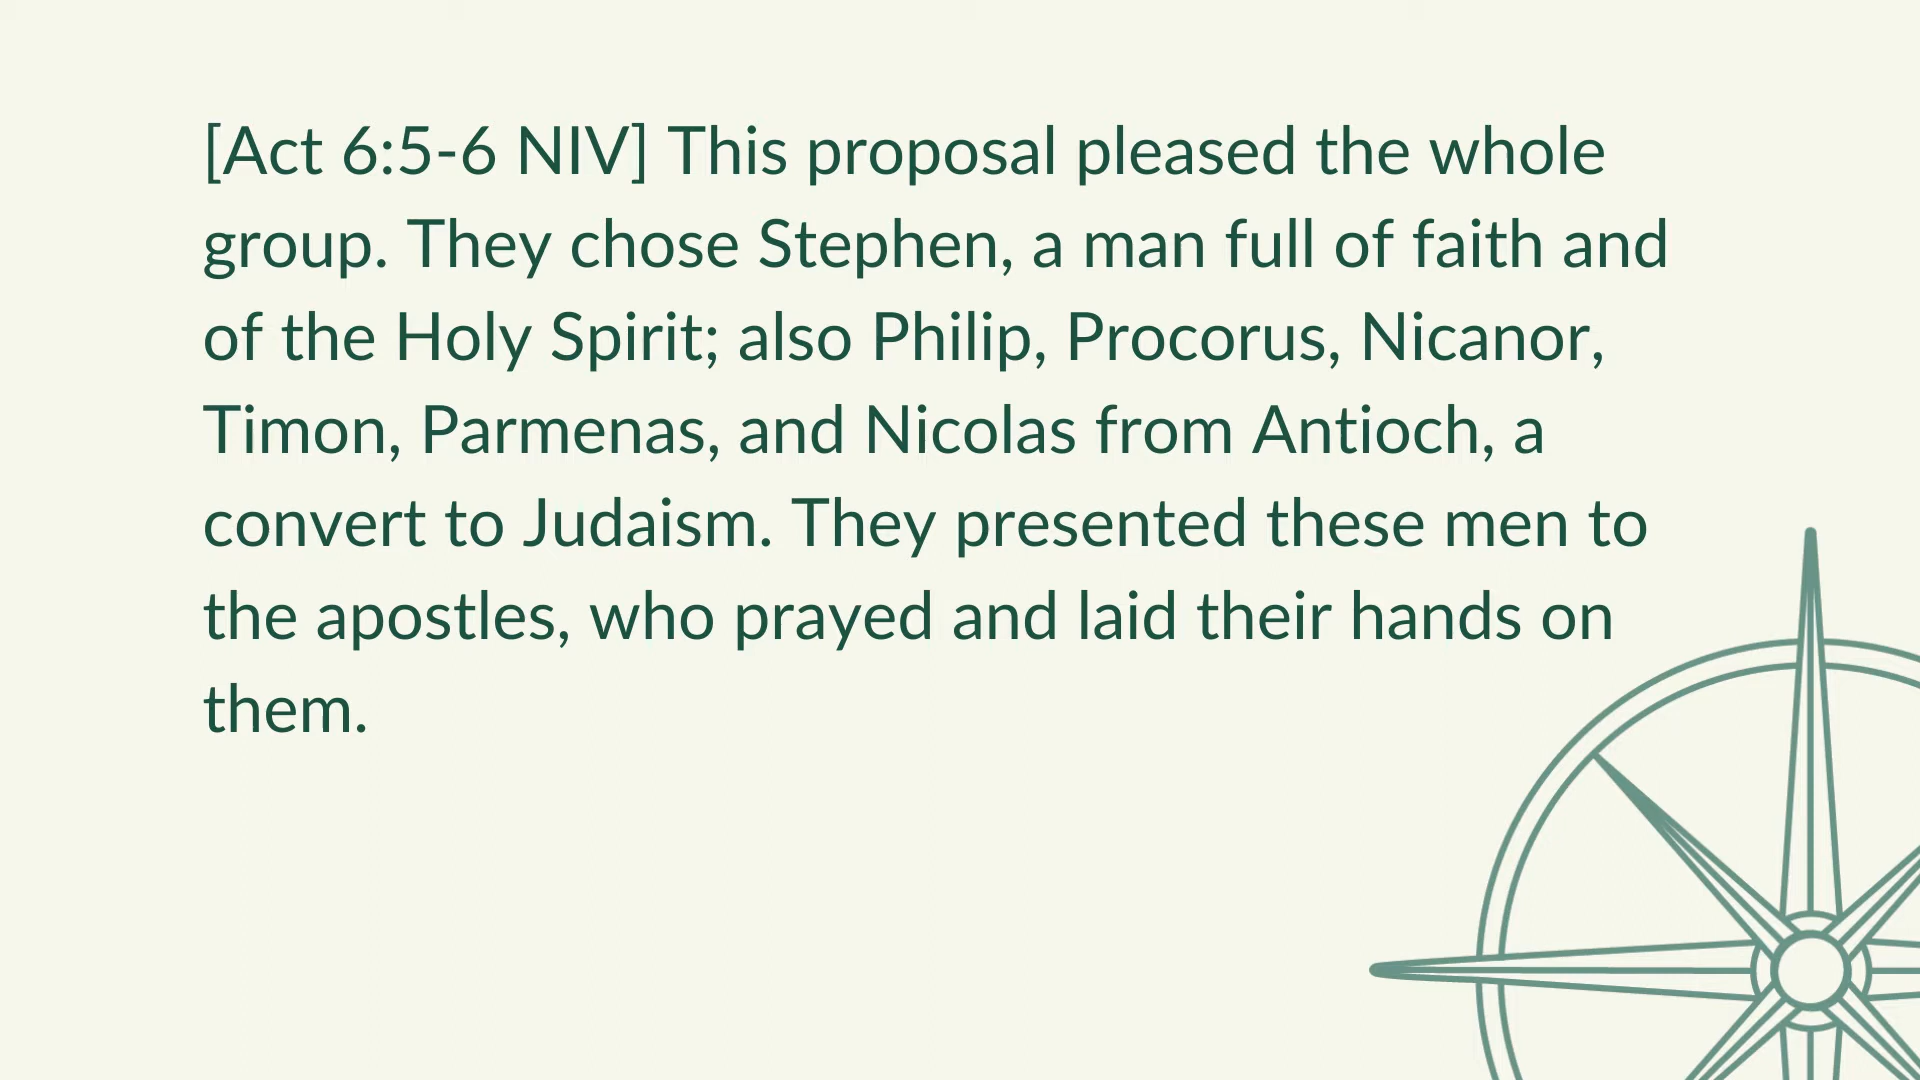 [Act 6:5-6 NIV] This proposal pleased the whole
group. They chose Stephen, a man full of faith and
of the Holy Spirit; also Philip, Procorus, Nicanor,
Timon, Parmenas, and Nicolas from Antioch, a
convert to Judaism. They presented these men to
the apostles, who prayed and laid their hands on
them.